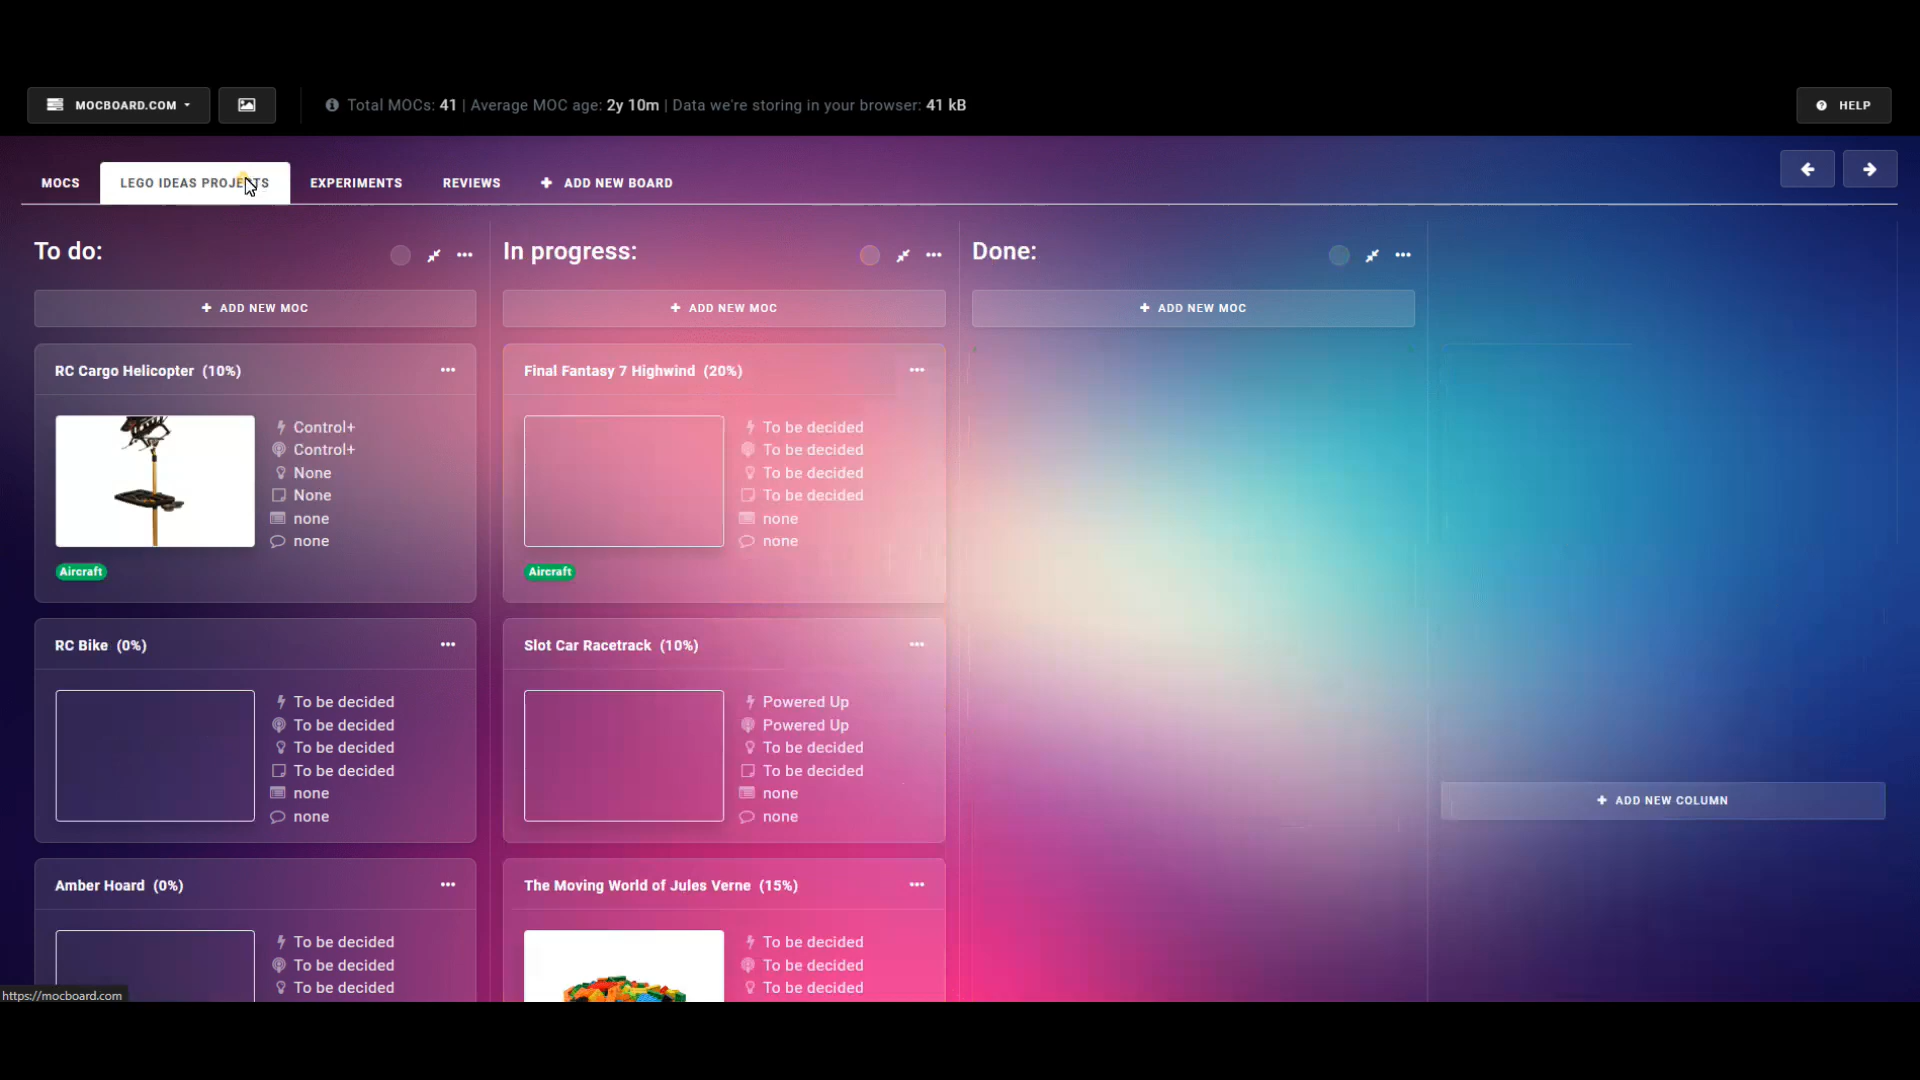 MOCBOARD.COM
Total MOCs: 41 | Average MOC age: 2y 10m | Data we're storing in your browser: 41 kB
HELP
MOCS
LEGO IDEAS PROJECTS
EXPERIMENTS
REVIEWS
+ ADD NEW BOARD
To do:
+ ADD NEW MOC
RC Cargo Helicopter (10%)
Control+
Control+
None
None
none
none
Aircraft
RC Bike (0%)
To be decided
To be decided
To be decided
To be decided
none
none
Amber Hoard (0%)
To be decided
To be decided
To be decided
In progress:
+ ADD NEW MOC
Final Fantasy 7 Highwind (20%)
To be decided
To be decided
To be decided
To be decided
none
none
Aircraft
Slot Car Racetrack (10%)
Powered Up
Powered Up
To be decided
To be decided
none
none
The Moving World of Jules Verne (15%)
To be decided
To be decided
To be decided
Done:
+ ADD NEW MOC
+ ADD NEW COLUMN
https://mocboard.com